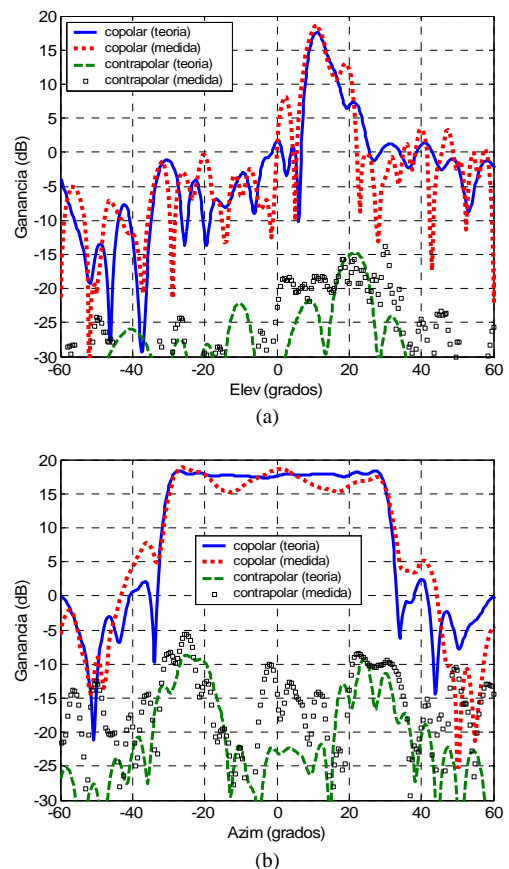 20
15
10
5
0
-5
-10
-15
-20
-25
-30
copolar (teoria)
copolar (medida)
contrapolar (teoria)
contrapolar (medida)
Ganancia (dB)
-60 -40 -20 0 20 40 60
Elev (grados)
(a)
20
15
10
5
0
-5
-10
-15
-20
-25
-30
copolar (teoria)
copolar (medida)
contrapolar (teoria)
contrapolar (medida)
Ganancia (dB)
-60 -40 -20 0 20 40 60
Azim (grados)
(b)